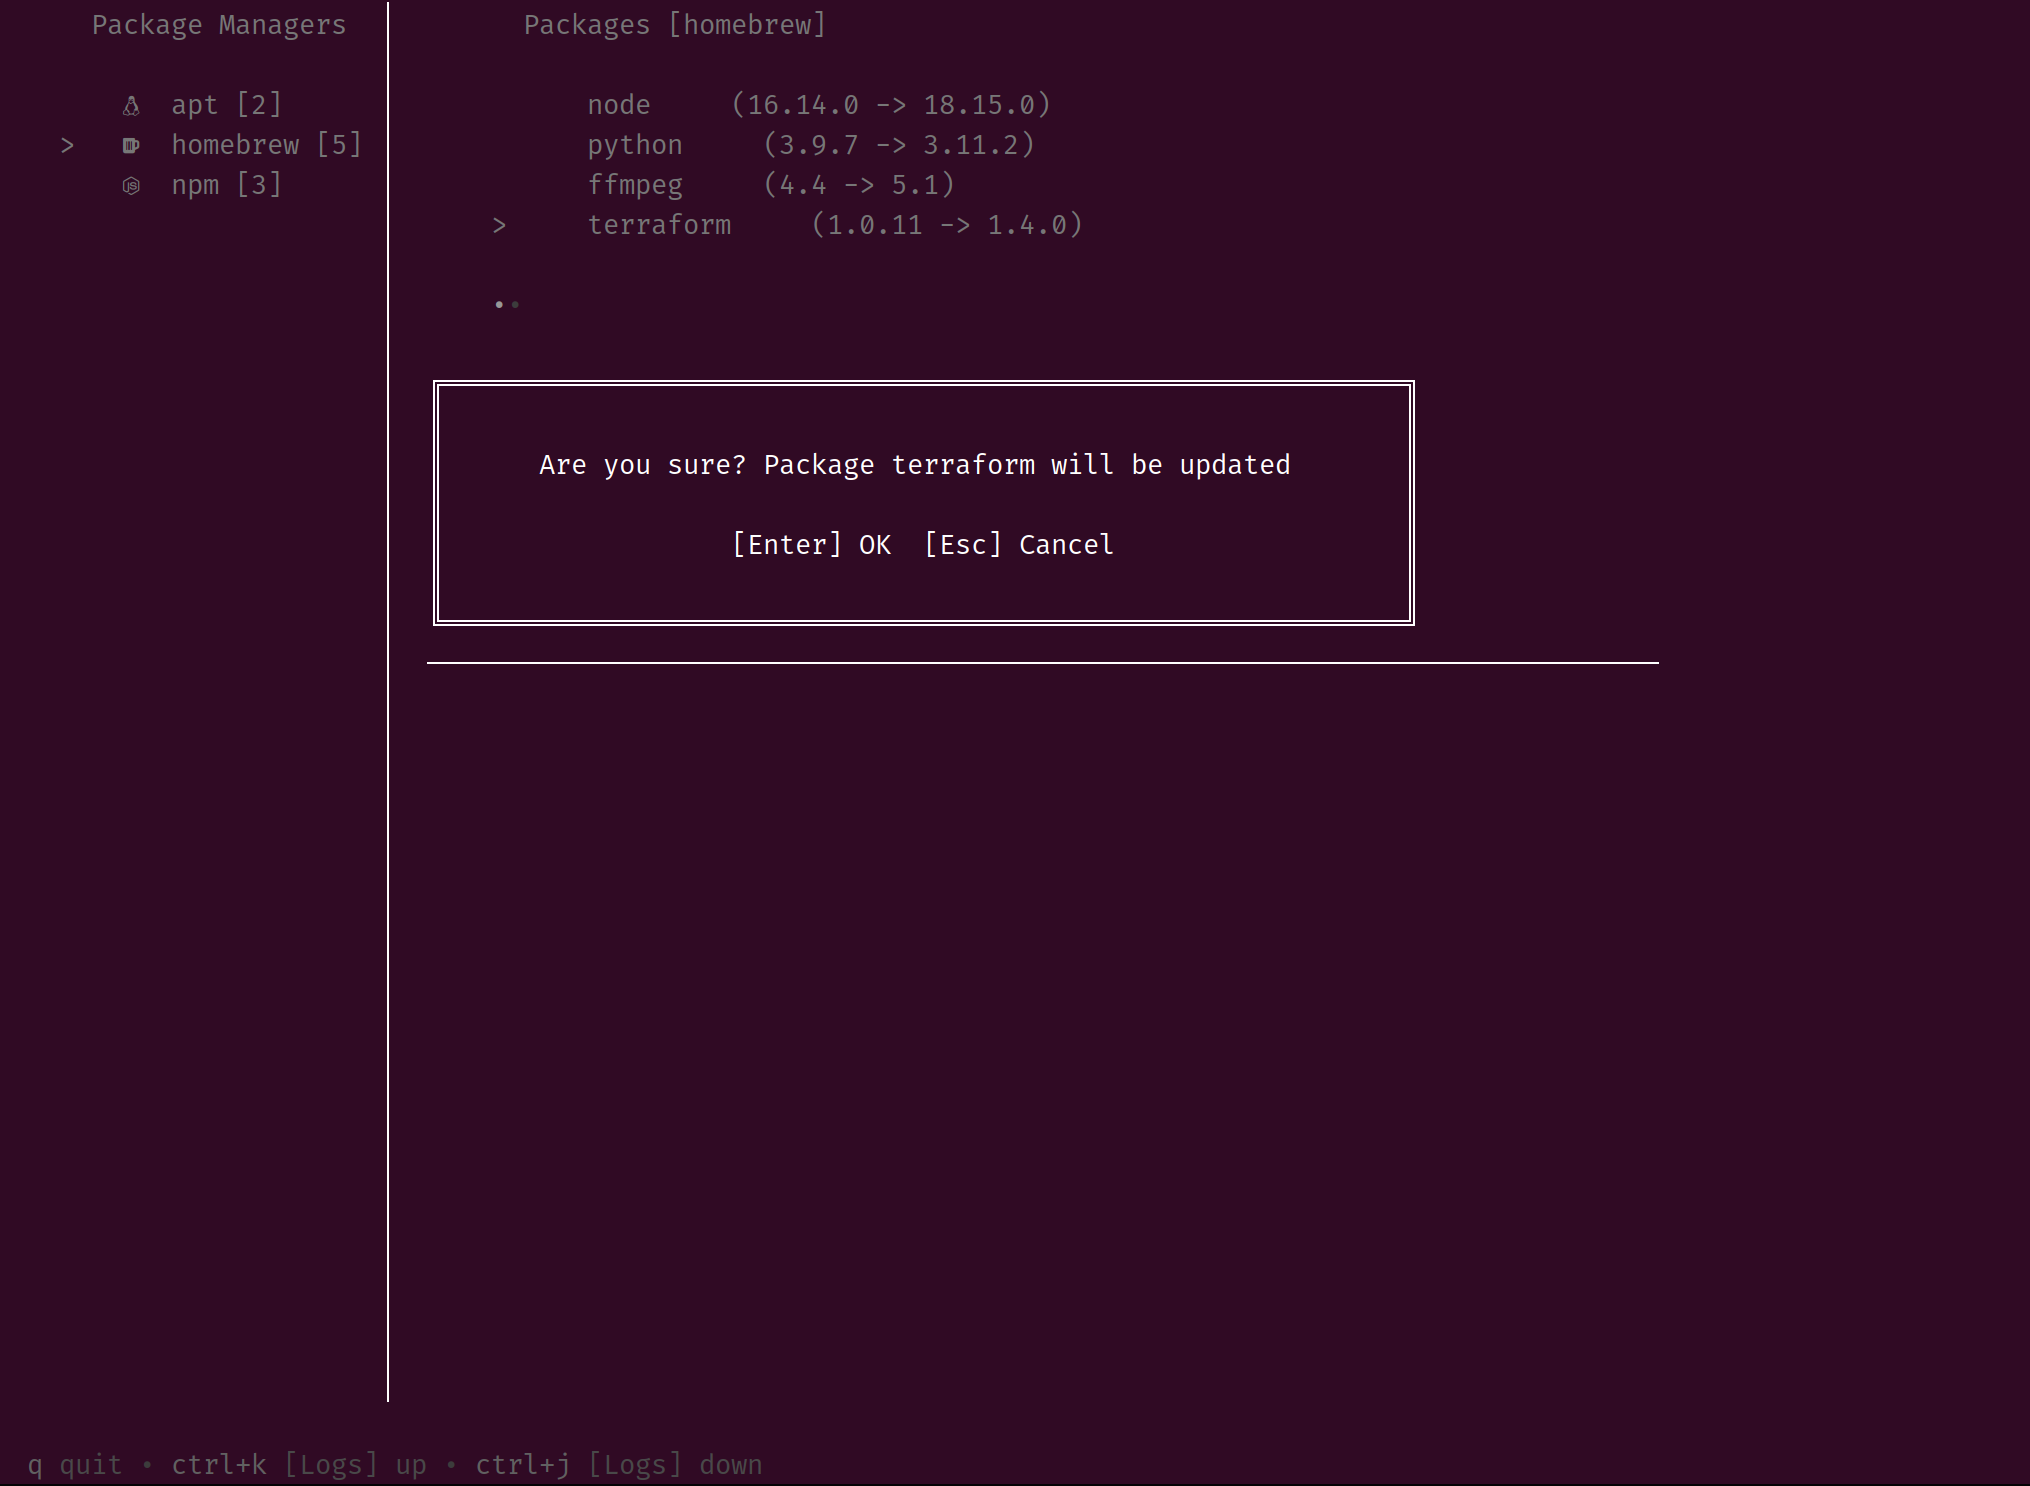 Package Managers
apt [2]
> homebrew [5]
npm [3]
Packages [homebrew]
node (16.14.0 -> 18.15.0)
python (3.9.7 -> 3.11.2)
ffmpeg (4.4 -> 5.1)
> terraform (1.0.11 -> 1.4.0)
••
Are you sure? Package terraform will be updated
[Enter] OK [Esc] Cancel
q quit • ctrl+k [Logs] up • ctrl+j [Logs] down